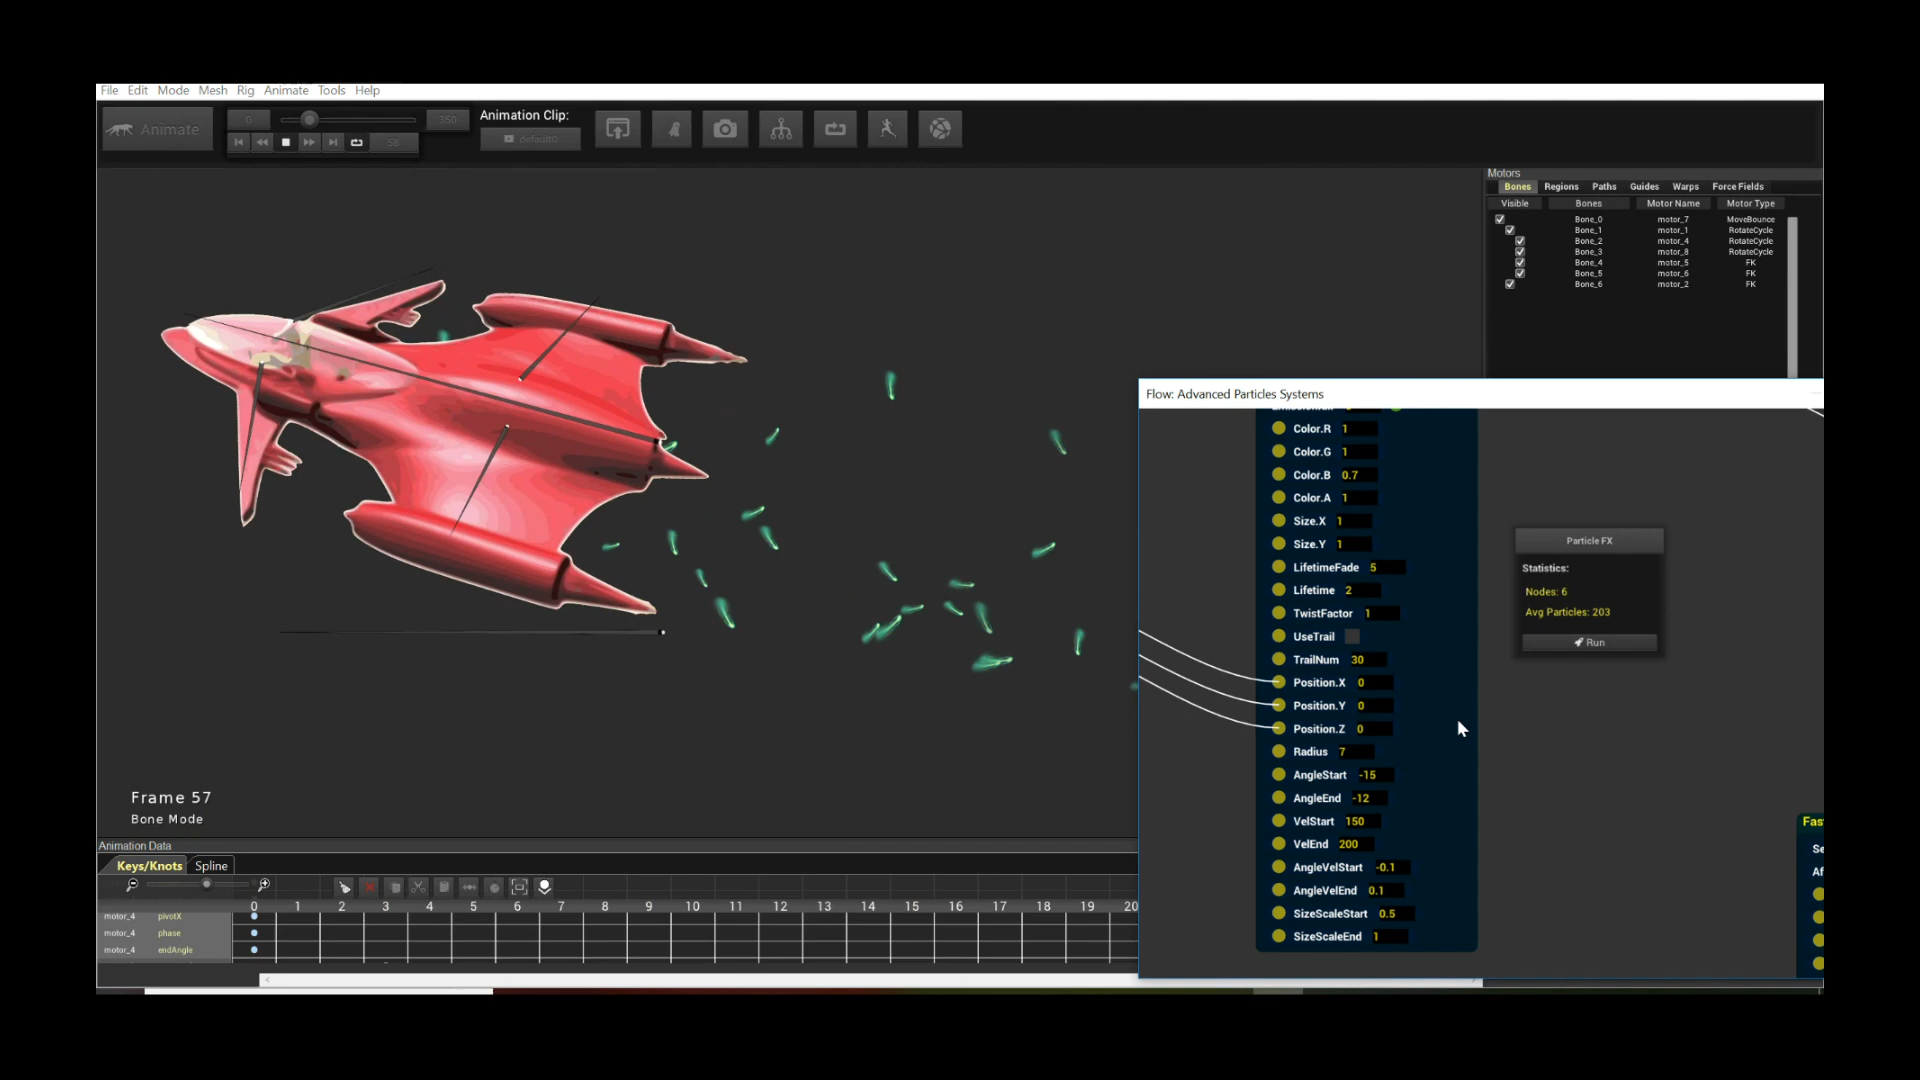 File Edit Mode Mesh Rig Animate Tools Help
Animate
0 350
58
Animation Clip:
default0
Motors
Bones Regions Paths Guides Warps Force Fields
Visible Bones Motor Name Motor Type
Bone_0 motor_7 MoveBounce
Bone_1 motor_1 RotateCycle
Bone_2 motor_4 RotateCycle
Bone_3 motor_8 RotateCycle
Bone_4 motor_5 FK
Bone_5 motor_6 FK
Bone_6 motor_2 FK
Flow: Advanced Particles Systems
Color.R 1
Color.G 1
Color.B 0.7
Color.A 1
Size.X 1
Size.Y 1
LifetimeFade 5
Lifetime 2
TwistFactor 1
UseTrail
TrailNum 30
Position.X 0
Position.Y 0
Position.Z 0
Radius 7
AngleStart -15
AngleEnd -12
VelStart 150
VelEnd 200
AngleVelStart -0.1
AngleVelEnd 0.1
SizeScaleStart 0.5
SizeScaleEnd 1
Particle FX
Statistics:
Nodes: 6
Avg Particles: 203
Run
Fas
Se
Af
Frame 57
Bone Mode
Animation Data
Keys/Knots Spline
0 1 2 3 4 5 6 7 8 9 10 11 12 13 14 15 16 17 18 19 20
motor_4 pivotX
motor_4 phase
motor_4 endAngle